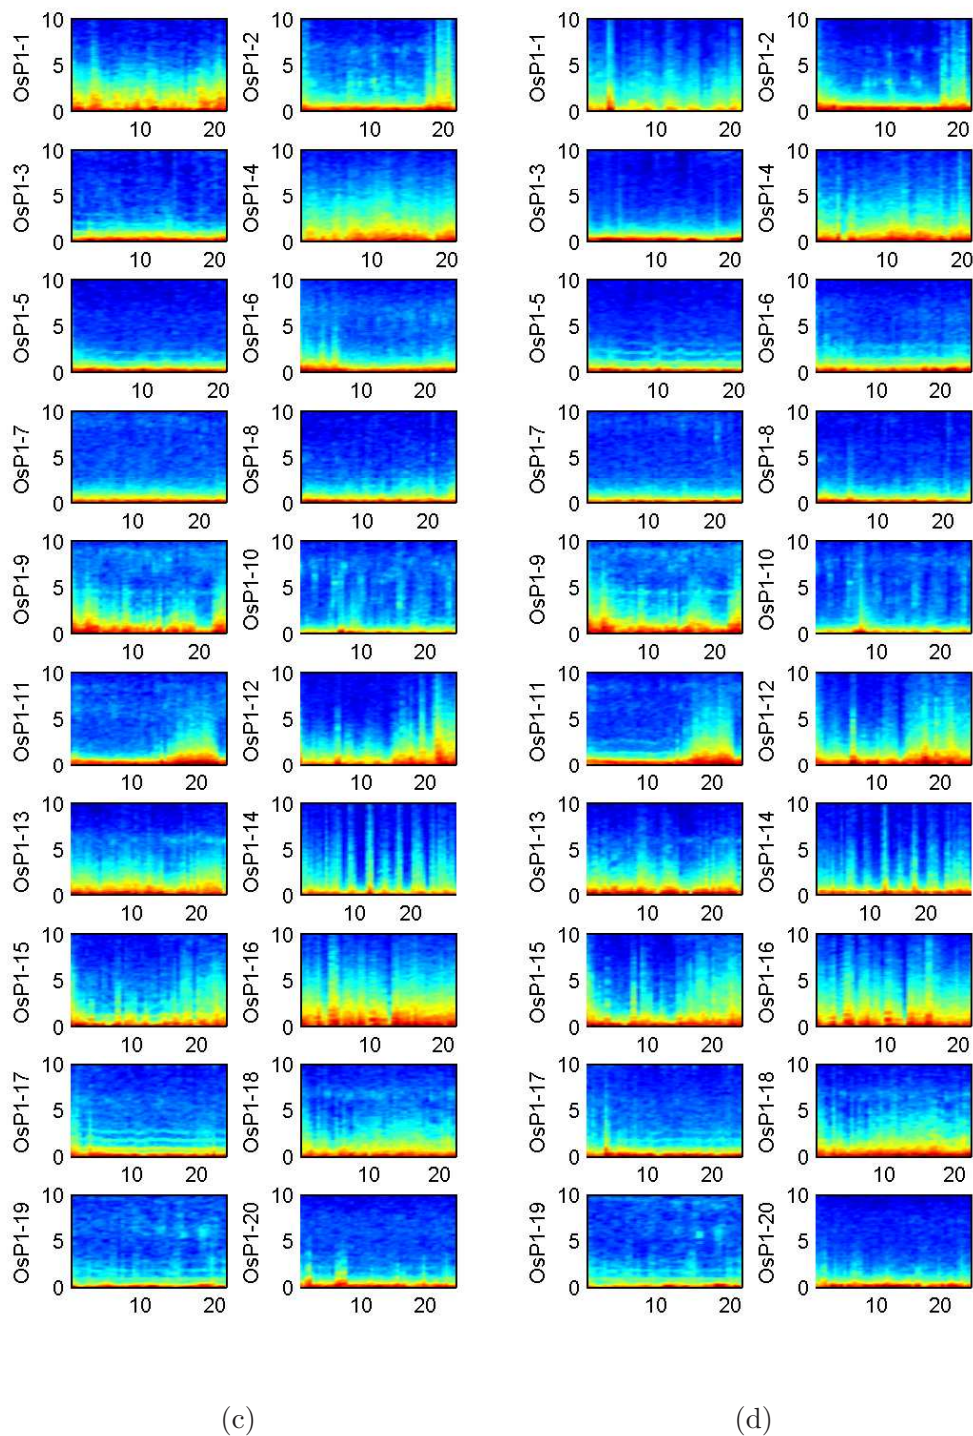 10 10 10 10
OsP1-1 5 OsP1-2 5 OsP1-1 5 OsP1-2 5
0 0 0 0
10 20 10 20 10 20 10 20
10 10 10 10
OsP1-3 5 OsP1-4 5 OsP1-3 5 OsP1-4 5
0 0 0 0
10 20 10 20 10 20 10 20
10 10 10 10
OsP1-5 5 OsP1-6 5 OsP1-5 5 OsP1-6 5
0 0 0 0
10 20 10 20 10 20 10 20
10 10 10 10
OsP1-7 5 OsP1-8 5 OsP1-7 5 OsP1-8 5
0 0 0 0
10 20 10 20 10 20 10 20
10 10 10 10
OsP1-9 5 OsP1-10 5 OsP1-9 5 OsP1-10 5
0 0 0 0
10 20 10 20 10 20 10 20
10 10 10 10
OsP1-11 5 OsP1-12 5 OsP1-11 5 OsP1-12 5
0 0 0 0
10 20 10 20 10 20 10 20
10 10 10 10
OsP1-13 5 OsP1-14 5 OsP1-13 5 OsP1-14 5
0 0 0 0
10 20 10 20 10 20 10 20
10 10 10 10
OsP1-15 5 OsP1-16 5 OsP1-15 5 OsP1-16 5
0 0 0 0
10 20 10 20 10 20 10 20
10 10 10 10
OsP1-17 5 OsP1-18 5 OsP1-17 5 OsP1-18 5
0 0 0 0
10 20 10 20 10 20 10 20
10 10 10 10
OsP1-19 5 OsP1-20 5 OsP1-19 5 OsP1-20 5
0 0 0 0
10 20 10 20 10 20 10 20
(c) (d)